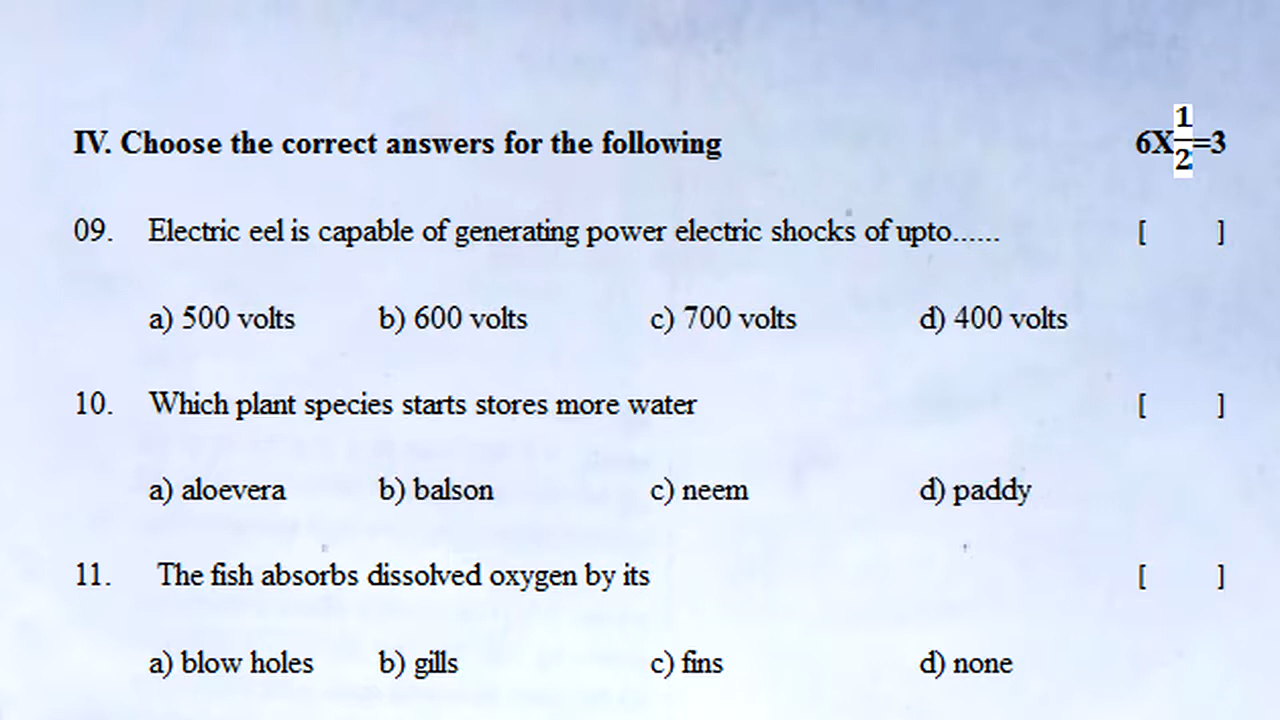 IV. Choose the correct answers for the following 6X1/2=3
09. Electric eel is capable of generating power electric shocks of upto...... [ ]
a) 500 volts b) 600 volts c) 700 volts d) 400 volts
10. Which plant species starts stores more water [ ]
a) aloevera b) balson c) neem d) paddy
11. The fish absorbs dissolved oxygen by its [ ]
a) blow holes b) gills c) fins d) none